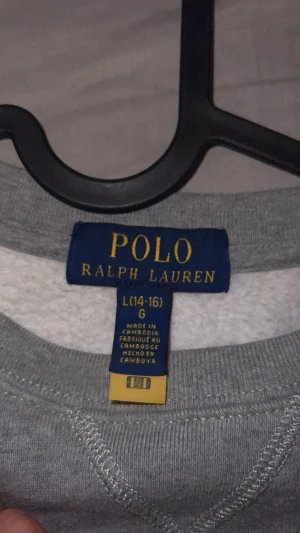 POLO
RALPH LAUREN
L(14-16)
G
MADE IN
CAMBODIA
FABRIQUÉ AU
CAMBODGE
HECHO EN
CAMBOYA